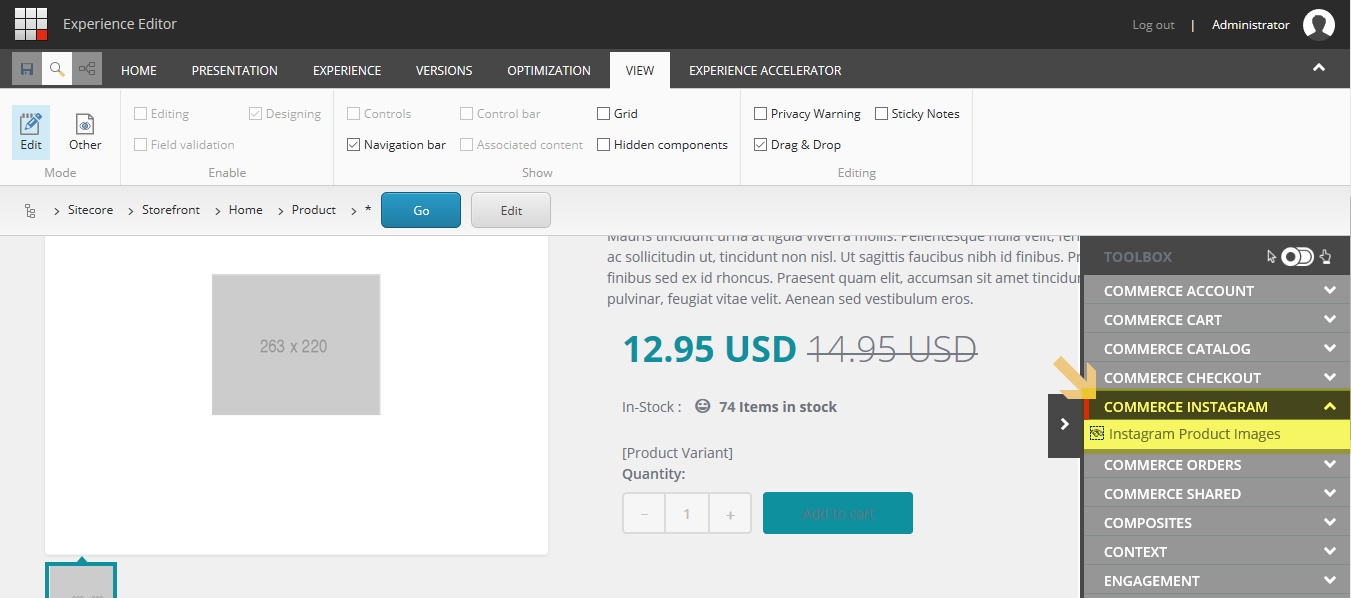 Experience Editor
Log out | Administrator
HOME PRESENTATION EXPERIENCE VERSIONS OPTIMIZATION VIEW EXPERIENCE ACCELERATOR
Editing Designing Controls Control bar Grid Privacy Warning Sticky Notes
Edit Other Field validation Navigation bar Associated content Hidden components Drag & Drop
Mode Enable Show Editing
Sitecore Storefront Home Product * Go Edit
Mauris tincidunt urna at ligula viverra mollis. Pellentesque nulla velit,
ac sollicitudin ut, tincidunt non nisl. Ut sagittis faucibus nibh id finibus.
finibus sed ex id rhoncus. Praesent quam elit, accumsan sit amet tincidun
pulvinar, feugiat vitae velit. Aenean sed vestibulum eros.
263 x 220
12.95 USD 14.95 USD
In-Stock : 74 Items in stock
[Product Variant]
Quantity:
− 1 + Add to cart
TOOLBOX
COMMERCE ACCOUNT
COMMERCE CART
COMMERCE CATALOG
COMMERCE CHECKOUT
COMMERCE INSTAGRAM
Instagram Product Images
COMMERCE ORDERS
COMMERCE SHARED
COMPOSITES
CONTEXT
ENGAGEMENT